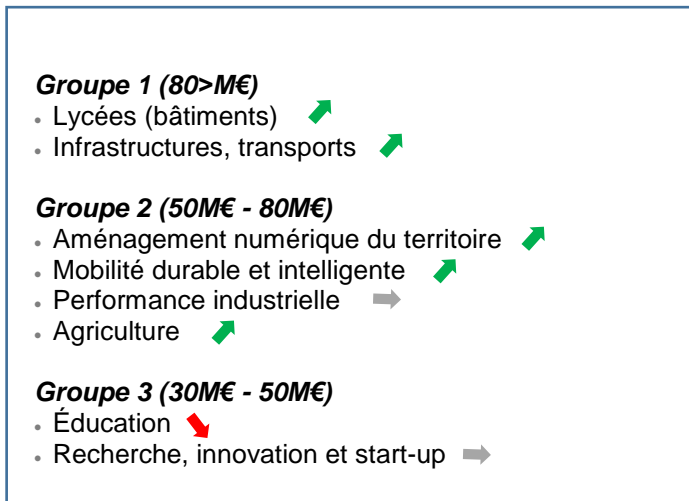 Groupe 1 (80>M€)
• Lycées (bâtiments)
• Infrastructures, transports
Groupe 2 (50M€ - 80M€)
• Aménagement numérique du territoire
• Mobilité durable et intelligente
• Performance industrielle
• Agriculture
Groupe 3 (30M€ - 50M€)
• Éducation
• Recherche, innovation et start-up